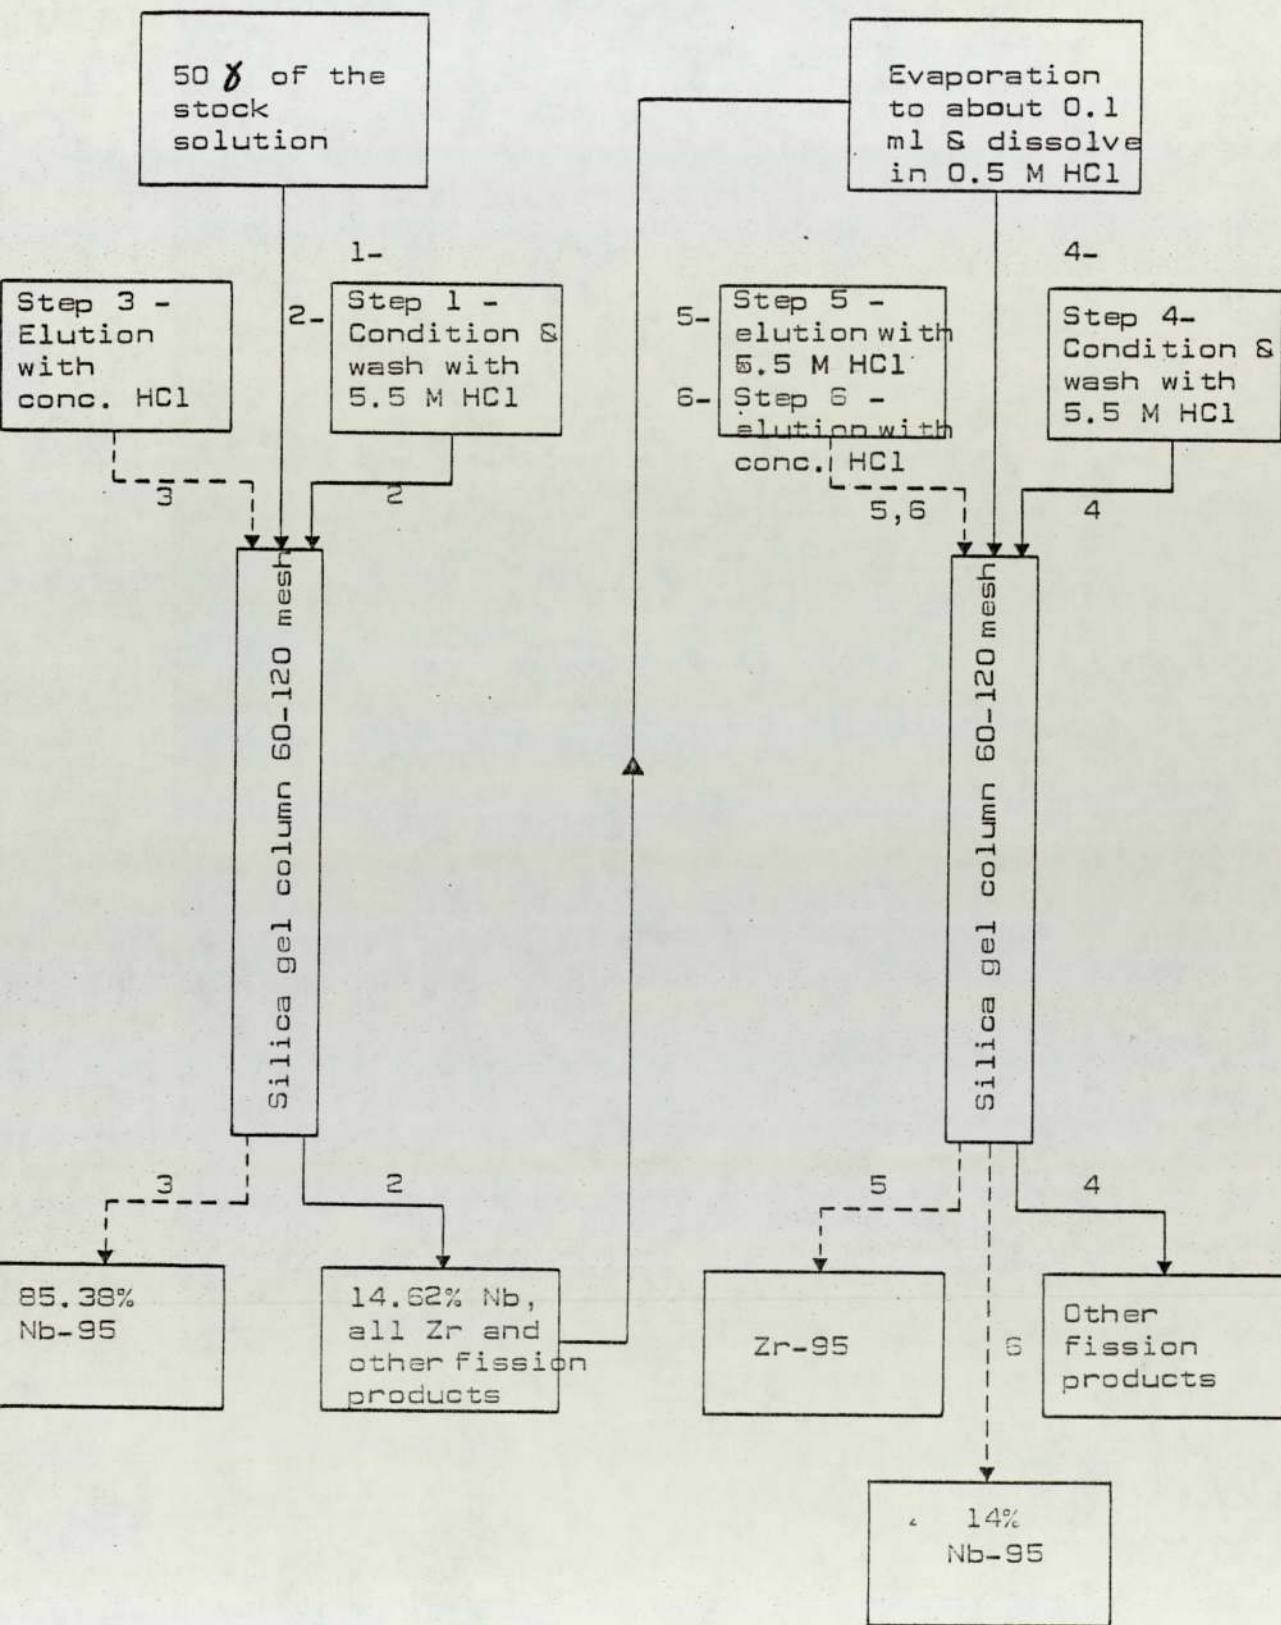 50 γ of the
stock
solution
Evaporation
to about 0.1
ml & dissolve
in 0.5 M HCl
1-
4-
Step 3 -
Elution
with
conc. HCl
2-
Step 1 -
Condition &
wash with
5.5 M HCl
5-
Step 5 -
elution with
5.5 M HCl
6-
Step 6 -
elution with
conc. HCl
Step 4-
Condition &
wash with
5.5 M HCl
3
2
5,6
4
Silica gel column 60-120 mesh
Silica gel column 60-120 mesh
3
2
5
4
85.38%
Nb-95
14.62% Nb,
all Zr and
other fission
products
Zr-95
6
Other
fission
products
14%
Nb-95